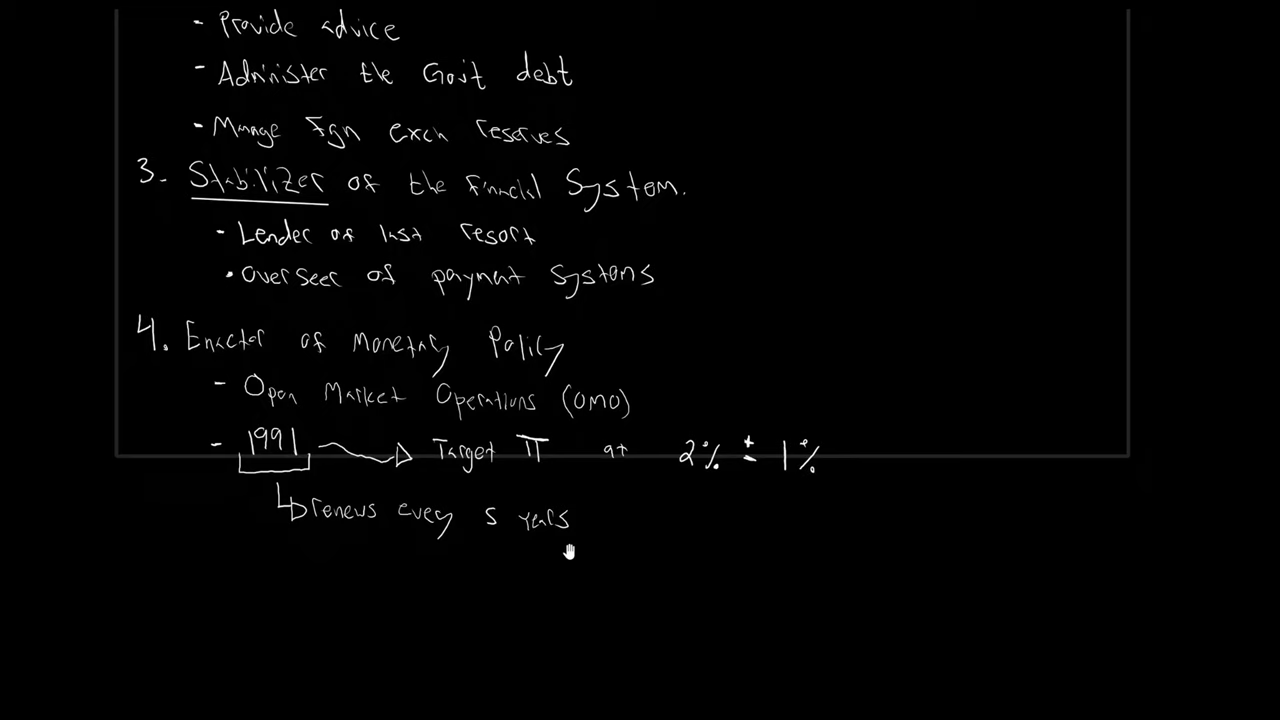 - Provide advice
- Administer the Gov't debt
- Manage Fgn exch reserves
3. Stabilizer of the financial System.
- Lender of last resort
• Overseer of payment systems
4. Enactor of Monetary Policy
- Open Market Operations (OMO)
- 1991 → Target π at 2% ± 1%
↳ renews every 5 years